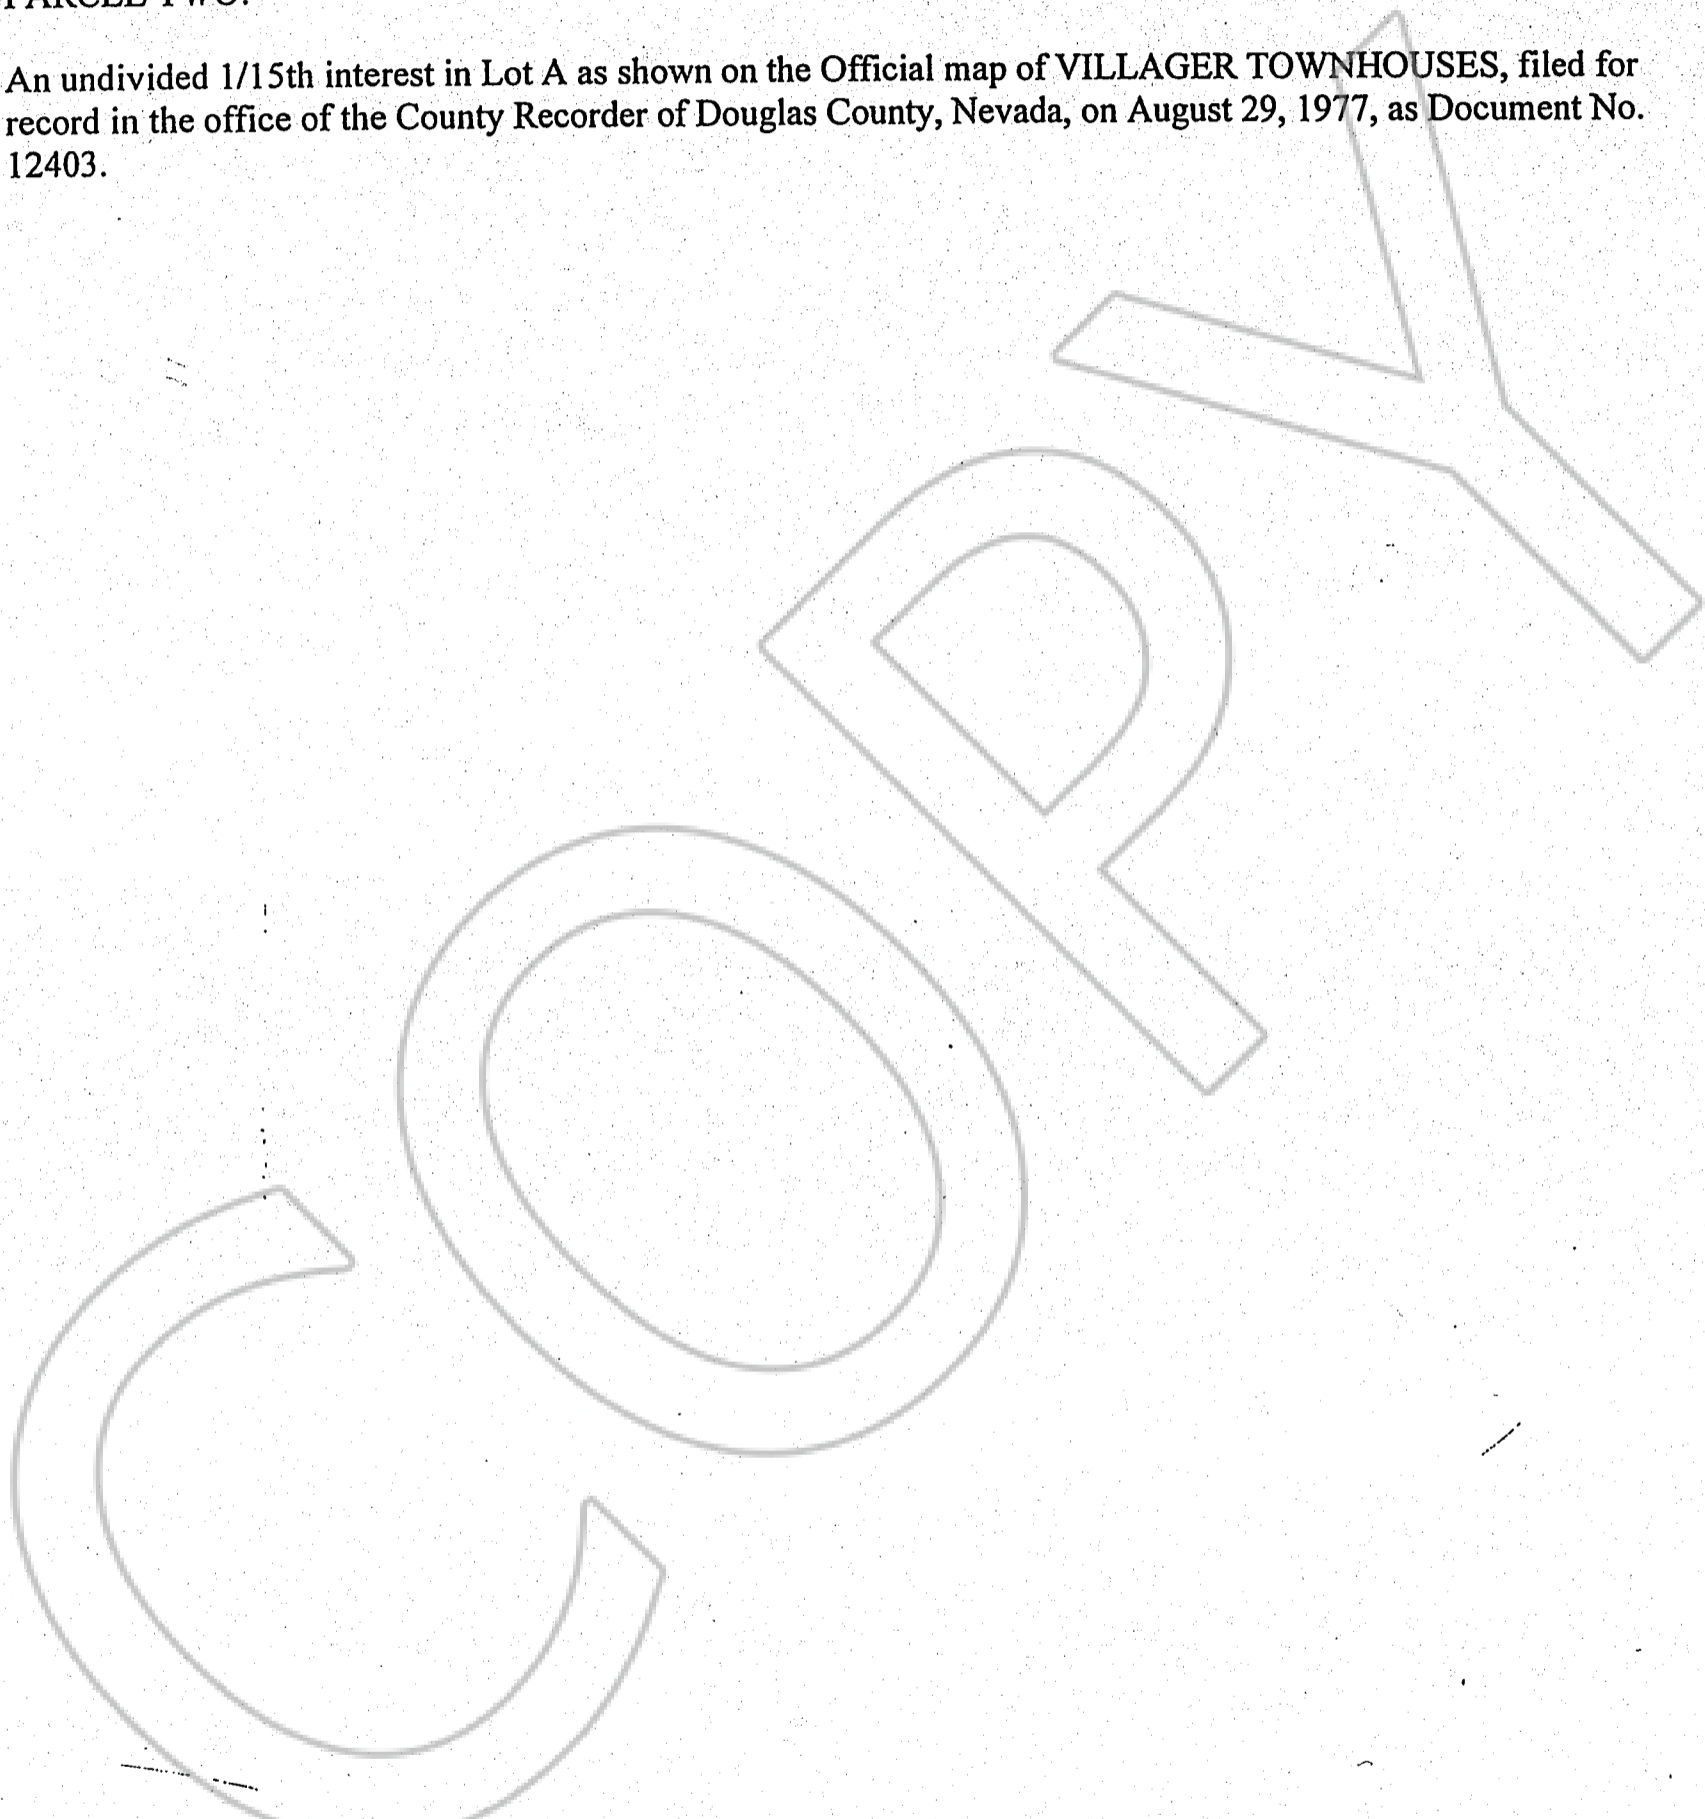 PARCEL TWO:
An undivided 1/15th interest in Lot A as shown on the Official map of VILLAGER TOWNHOUSES, filed for
record in the office of the County Recorder of Douglas County, Nevada, on August 29, 1977, as Document No.
12403.
COPY